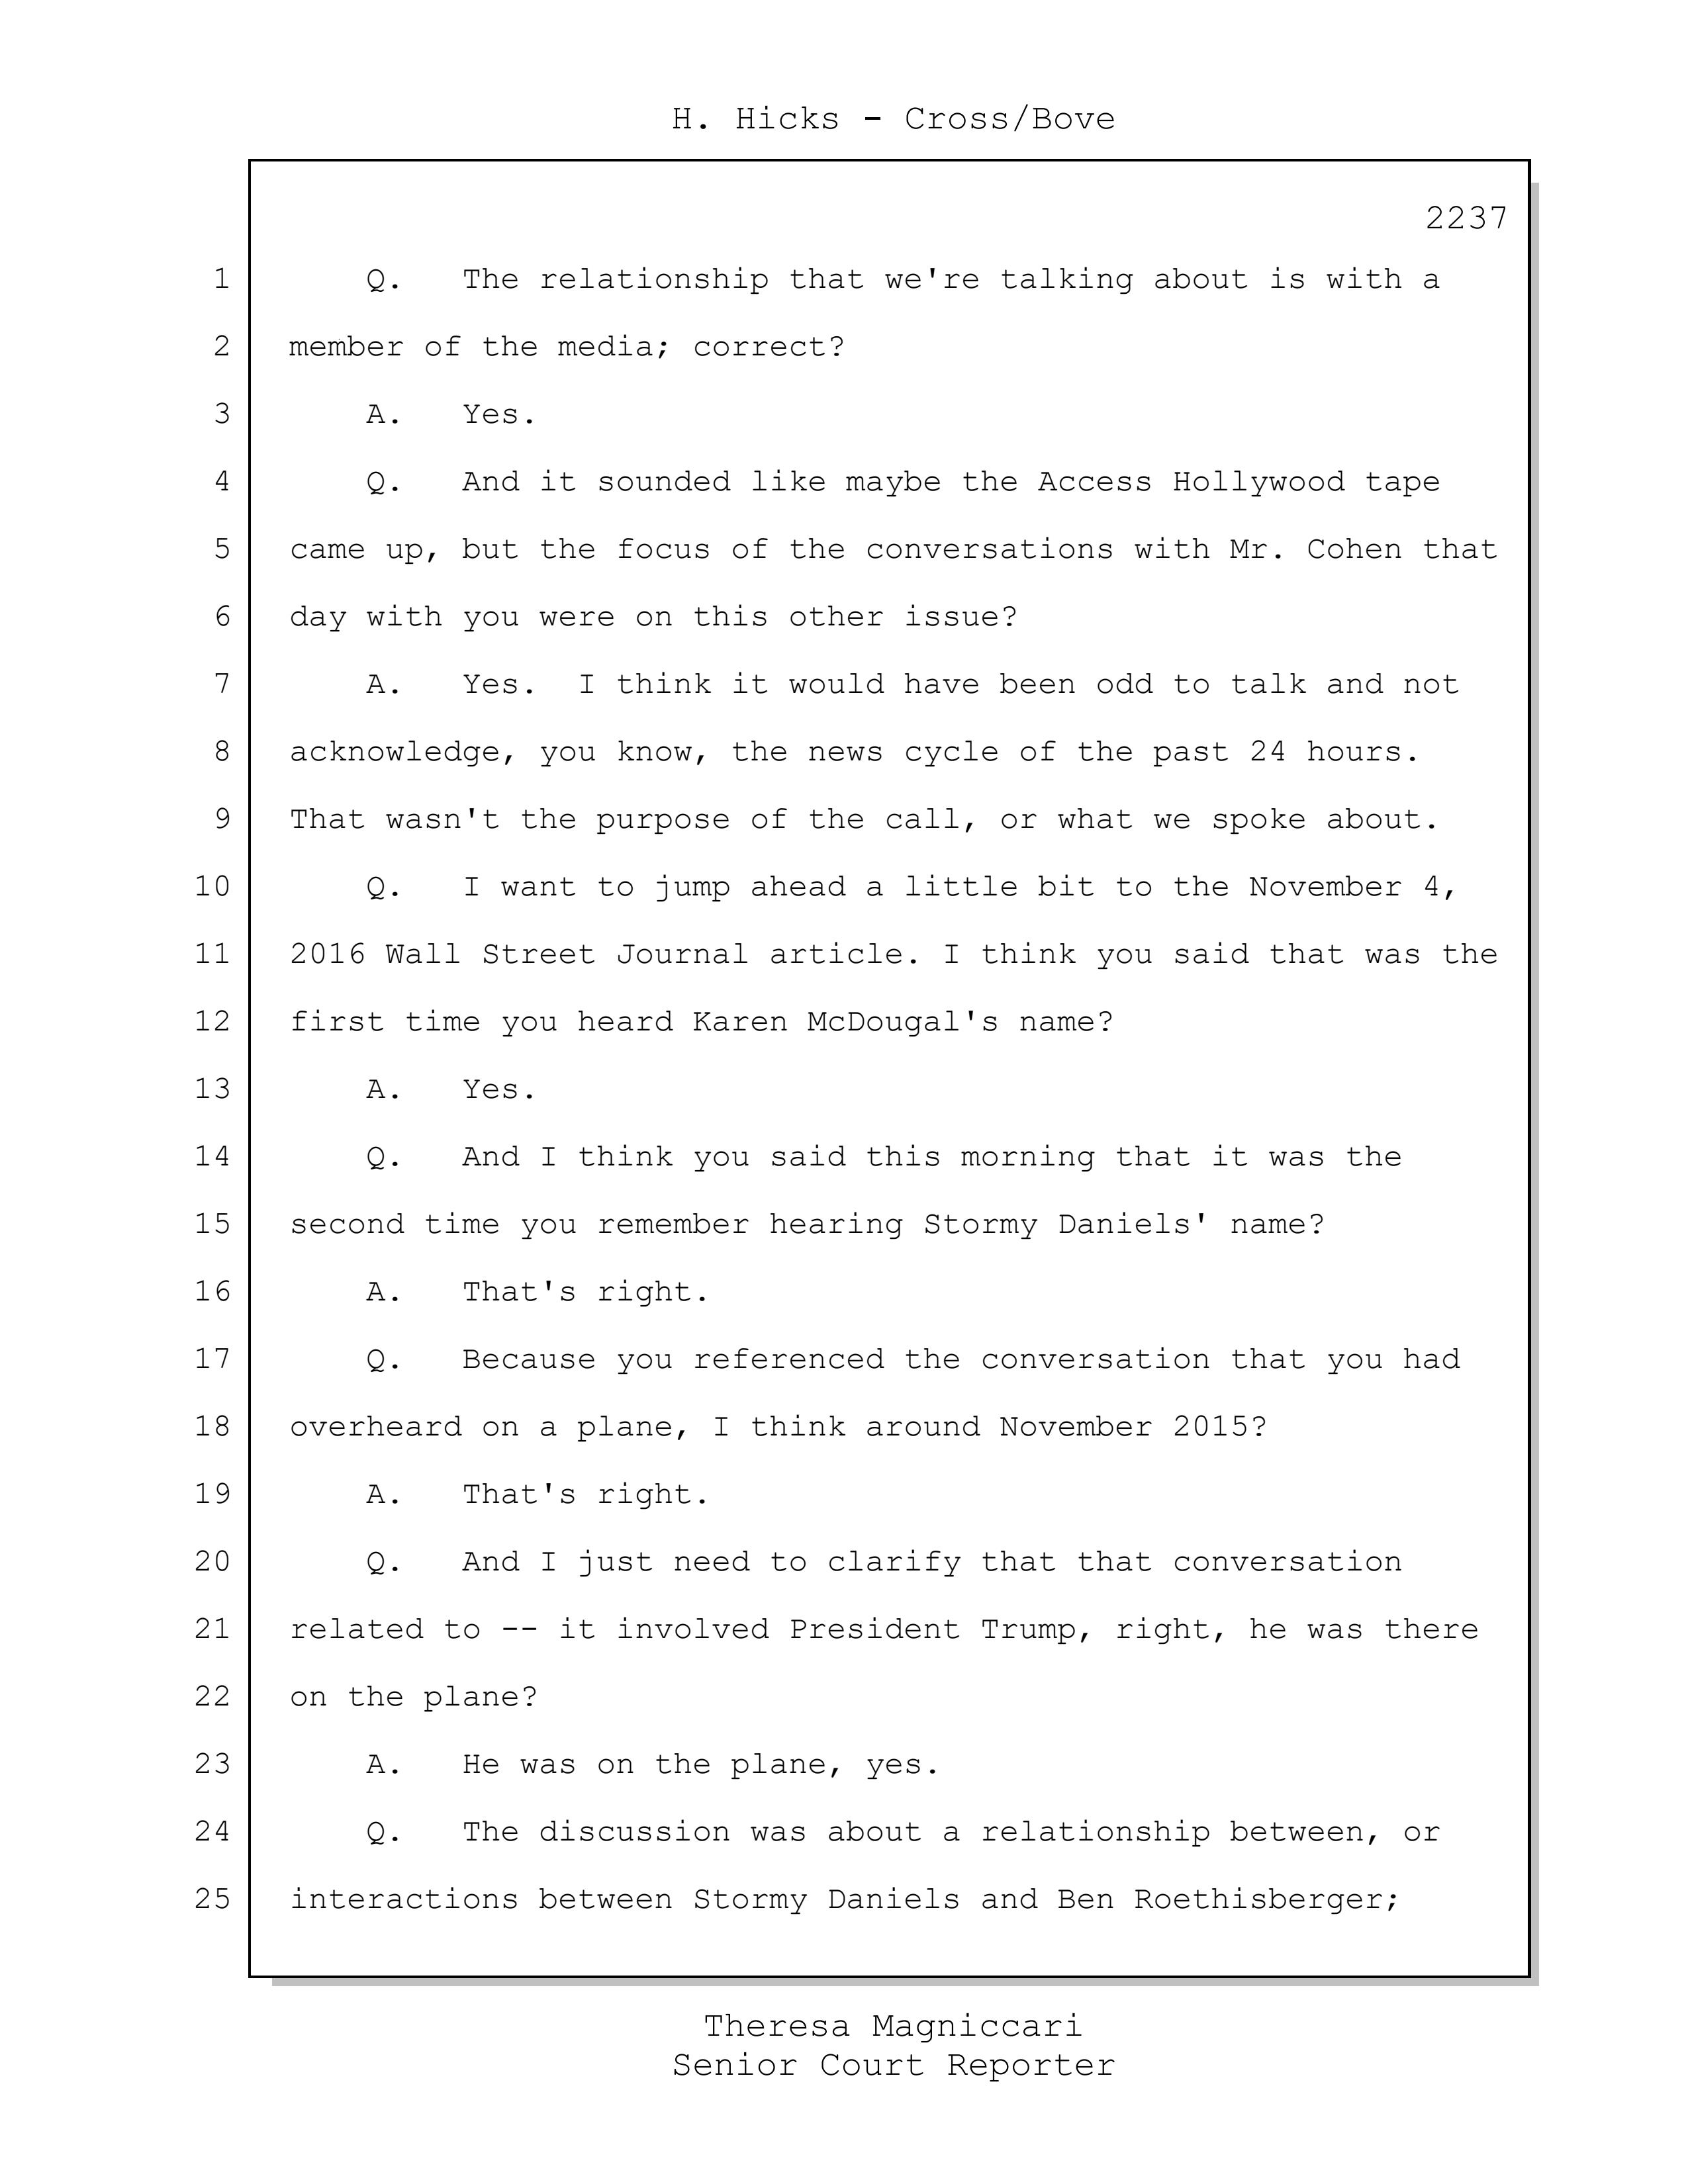 H. Hicks - Cross/Bove
2237
1 Q. The relationship that we're talking about is with a
2 member of the media; correct?
3 A. Yes.
4 Q. And it sounded like maybe the Access Hollywood tape
5 came up, but the focus of the conversations with Mr. Cohen that
6 day with you were on this other issue?
7 A. Yes. I think it would have been odd to talk and not
8 acknowledge, you know, the news cycle of the past 24 hours.
9 That wasn't the purpose of the call, or what we spoke about.
10 Q. I want to jump ahead a little bit to the November 4,
11 2016 Wall Street Journal article. I think you said that was the
12 first time you heard Karen McDougal's name?
13 A. Yes.
14 Q. And I think you said this morning that it was the
15 second time you remember hearing Stormy Daniels' name?
16 A. That's right.
17 Q. Because you referenced the conversation that you had
18 overheard on a plane, I think around November 2015?
19 A. That's right.
20 Q. And I just need to clarify that that conversation
21 related to -- it involved President Trump, right, he was there
22 on the plane?
23 A. He was on the plane, yes.
24 Q. The discussion was about a relationship between, or
25 interactions between Stormy Daniels and Ben Roethisberger;
Theresa Magniccari
Senior Court Reporter